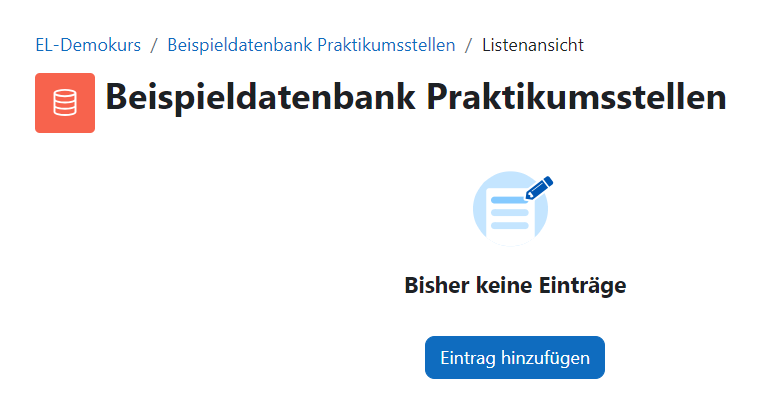 EL-Demokurs / Beispieldatenbank Praktikumsstellen / Listenansicht
Beispieldatenbank Praktikumsstellen
Bisher keine Einträge
Eintrag hinzufügen